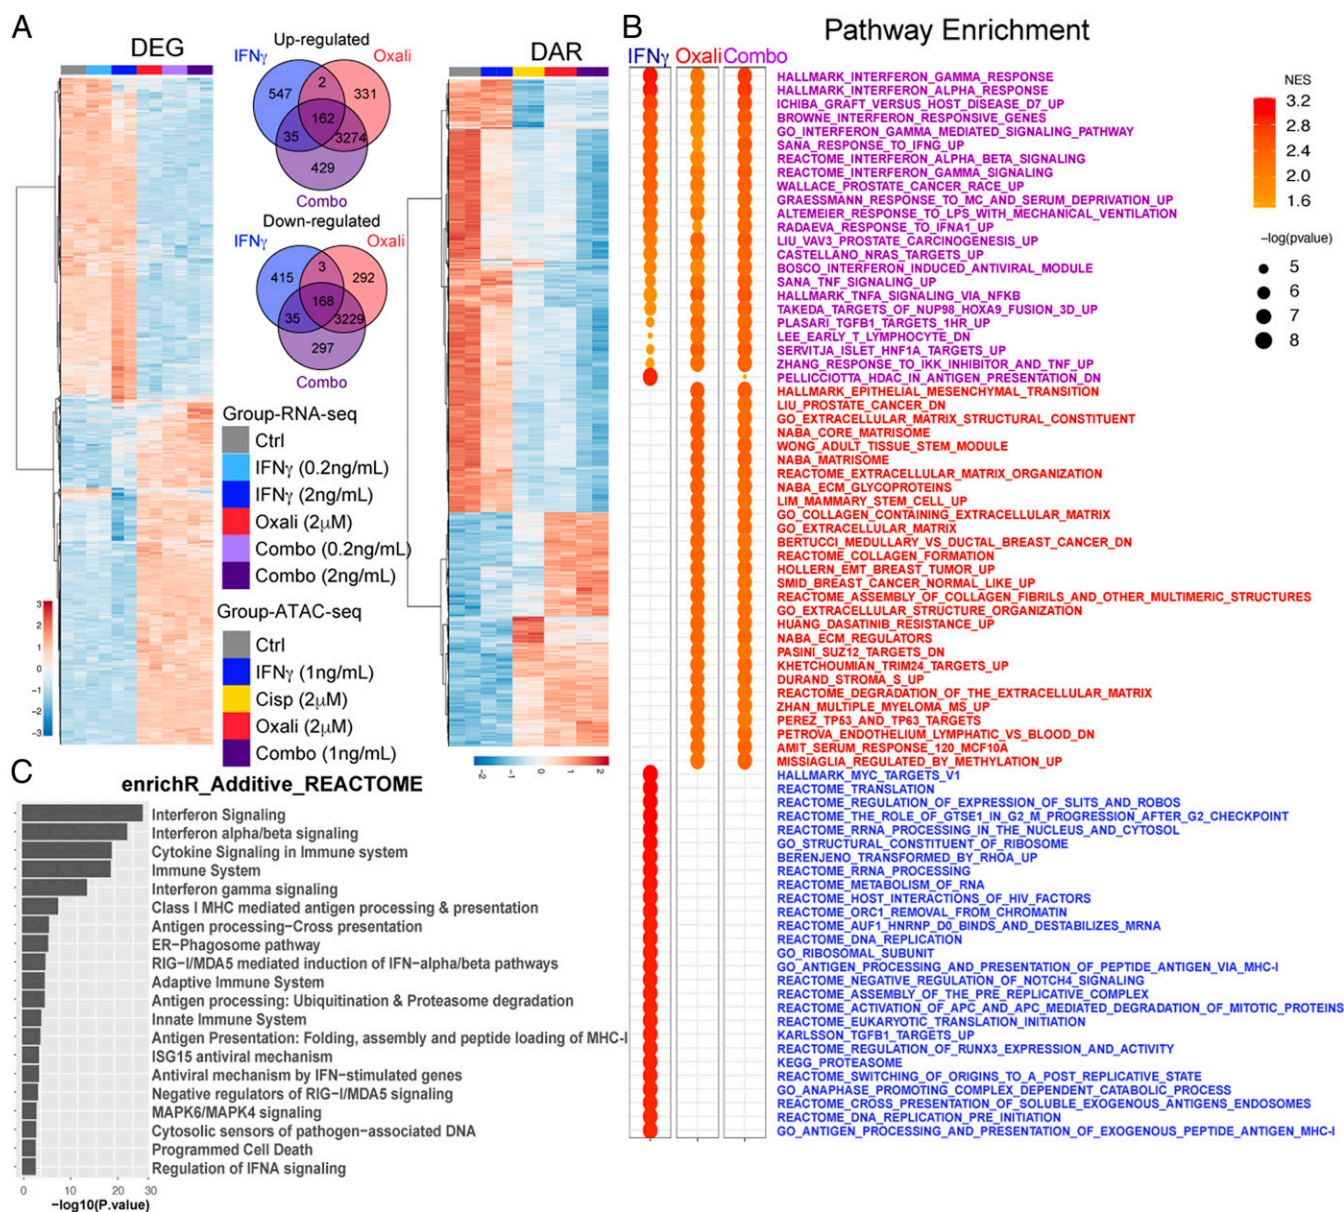 A
DEG
Up-regulated
IFNγ
Oxali
547
2
331
162
35
3274
429
Combo
Down-regulated
IFNγ
Oxali
415
3
292
168
35
3229
297
Combo
Group-RNA-seq
Ctrl
IFNγ (0.2ng/mL)
IFNγ (2ng/mL)
Oxali (2μM)
Combo (0.2ng/mL)
Combo (2ng/mL)
Group-ATAC-seq
Ctrl
IFNγ (1ng/mL)
Cisp (2μM)
Oxali (2μM)
Combo (1ng/mL)
3
2
1
0
-1
-2
-3
DAR
-2
-1
0
1
2
B
Pathway Enrichment
IFNγ Oxali Combo
HALLMARK_INTERFERON_GAMMA_RESPONSE
HALLMARK_INTERFERON_ALPHA_RESPONSE
ICHIBA_GRAFT_VERSUS_HOST_DISEASE_D7_UP
BROWNE_INTERFERON_RESPONSIVE_GENES
GO_INTERFERON_GAMMA_MEDIATED_SIGNALING_PATHWAY
SANA_RESPONSE_TO_IFNG_UP
REACTOME_INTERFERON_ALPHA_BETA_SIGNALING
REACTOME_INTERFERON_GAMMA_SIGNALING
WALLACE_PROSTATE_CANCER_RACE_UP
GRAESSMANN_RESPONSE_TO_MC_AND_SERUM_DEPRIVATION_UP
ALTEMEIER_RESPONSE_TO_LPS_WITH_MECHANICAL_VENTILATION
RADAEVA_RESPONSE_TO_IFNA1_UP
LIU_VAV3_PROSTATE_CARCINOGENESIS_UP
CASTELLANO_NRAS_TARGETS_UP
BOSCO_INTERFERON_INDUCED_ANTIVIRAL_MODULE
SANA_TNF_SIGNALING_UP
HALLMARK_TNFA_SIGNALING_VIA_NFKB
TAKEDA_TARGETS_OF_NUP98_HOXA9_FUSION_3D_UP
PLASARI_TGFB1_TARGETS_1HR_UP
LEE_EARLY_T_LYMPHOCYTE_DN
SERVITJA_ISLET_HNF1A_TARGETS_UP
ZHANG_RESPONSE_TO_IKK_INHIBITOR_AND_TNF_UP
PELLICCIOTTA_HDAC_IN_ANTIGEN_PRESENTATION_DN
HALLMARK_EPITHELIAL_MESENCHYMAL_TRANSITION
LIU_PROSTATE_CANCER_DN
GO_EXTRACELLULAR_MATRIX_STRUCTURAL_CONSTITUENT
NABA_CORE_MATRISOME
WONG_ADULT_TISSUE_STEM_MODULE
NABA_MATRISOME
REACTOME_EXTRACELLULAR_MATRIX_ORGANIZATION
NABA_ECM_GLYCOPROTEINS
LIM_MAMMARY_STEM_CELL_UP
GO_COLLAGEN_CONTAINING_EXTRACELLULAR_MATRIX
GO_EXTRACELLULAR_MATRIX
BERTUCCI_MEDULLARY_VS_DUCTAL_BREAST_CANCER_DN
REACTOME_COLLAGEN_FORMATION
HOLLERN_EMT_BREAST_TUMOR_UP
SMID_BREAST_CANCER_NORMAL_LIKE_UP
REACTOME_ASSEMBLY_OF_COLLAGEN_FIBRILS_AND_OTHER_MULTIMERIC_STRUCTURES
GO_EXTRACELLULAR_STRUCTURE_ORGANIZATION
HUANG_DASATINIB_RESISTANCE_UP
NABA_ECM_REGULATORS
PASINI_SUZ12_TARGETS_DN
KHETCHOUMIAN_TRIM24_TARGETS_UP
DURAND_STROMA_S_UP
REACTOME_DEGRADATION_OF_THE_EXTRACELLULAR_MATRIX
ZHAN_MULTIPLE_MYELOMA_MS_UP
PEREZ_TP53_AND_TP63_TARGETS
PETROVA_ENDOTHELIUM_LYMPHATIC_VS_BLOOD_DN
AMIT_SERUM_RESPONSE_120_MCF10A
MISSIAGLIA_REGULATED_BY_METHYLATION_UP
HALLMARK_MYC_TARGETS_V1
REACTOME_TRANSLATION
REACTOME_REGULATION_OF_EXPRESSION_OF_SLITS_AND_ROBOS
REACTOME_THE_ROLE_OF_GTSE1_IN_G2_M_PROGRESSION_AFTER_G2_CHECKPOINT
REACTOME_RRNA_PROCESSING_IN_THE_NUCLEUS_AND_CYTOSOL
GO_STRUCTURAL_CONSTITUENT_OF_RIBOSOME
BERENJENO_TRANSFORMED_BY_RHOA_UP
REACTOME_RRNA_PROCESSING
REACTOME_METABOLISM_OF_RNA
REACTOME_HOST_INTERACTIONS_OF_HIV_FACTORS
REACTOME_ORC1_REMOVAL_FROM_CHROMATIN
REACTOME_AUF1_HNRNP_D0_BINDS_AND_DESTABILIZES_MRNA
REACTOME_DNA_REPLICATION
GO_RIBOSOMAL_SUBUNIT
GO_ANTIGEN_PROCESSING_AND_PRESENTATION_OF_PEPTIDE_ANTIGEN_VIA_MHC-I
REACTOME_NEGATIVE_REGULATION_OF_NOTCH4_SIGNALING
REACTOME_ASSEMBLY_OF_THE_PRE_REPLICATIVE_COMPLEX
REACTOME_ACTIVATION_OF_APC_AND_APC_MEDIATED_DEGRADATION_OF_MITOTIC_PROTEINS
REACTOME_EUKARYOTIC_TRANSLATION_INITIATION
KARLSSON_TGFB1_TARGETS_UP
REACTOME_REGULATION_OF_RUNX3_EXPRESSION_AND_ACTIVITY
KEGG_PROTEASOME
REACTOME_SWITCHING_OF_ORIGINS_TO_A_POST_REPLICATIVE_STATE
GO_ANAPHASE_PROMOTING_COMPLEX_DEPENDENT_CATABOLIC_PROCESS
REACTOME_CROSS_PRESENTATION_OF_SOLUBLE_EXOGENOUS_ANTIGENS_ENDOSOMES
REACTOME_DNA_REPLICATION_PRE_INITIATION
GO_ANTIGEN_PROCESSING_AND_PRESENTATION_OF_EXOGENOUS_PEPTIDE_ANTIGEN_MHC-I
NES
3.2
2.8
2.4
2.0
1.6
-log(pvalue)
5
6
7
8
C
enrichR_Additive_REACTOME
Interferon Signaling
Interferon alpha/beta signaling
Cytokine Signaling in Immune system
Immune System
Interferon gamma signaling
Class I MHC mediated antigen processing & presentation
Antigen processing-Cross presentation
ER-Phagosome pathway
RIG-I/MDA5 mediated induction of IFN-alpha/beta pathways
Adaptive Immune System
Antigen processing: Ubiquitination & Proteasome degradation
Innate Immune System
Antigen Presentation: Folding, assembly and peptide loading of MHC-I
ISG15 antiviral mechanism
Antiviral mechanism by IFN-stimulated genes
Negative regulators of RIG-I/MDA5 signaling
MAPK6/MAPK4 signaling
Cytosolic sensors of pathogen-associated DNA
Programmed Cell Death
Regulation of IFNA signaling
0 10 20 30
-log10(P.value)